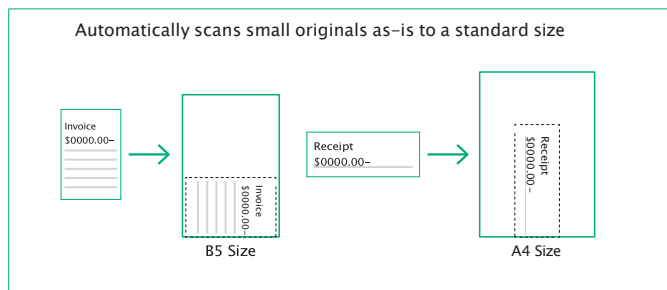 Automatically scans small originals as-is to a standard size
Invoice
$0000.00-
Invoice
$0000.00-
B5 Size
Receipt
$0000.00-
Receipt
$0000.00-
A4 Size